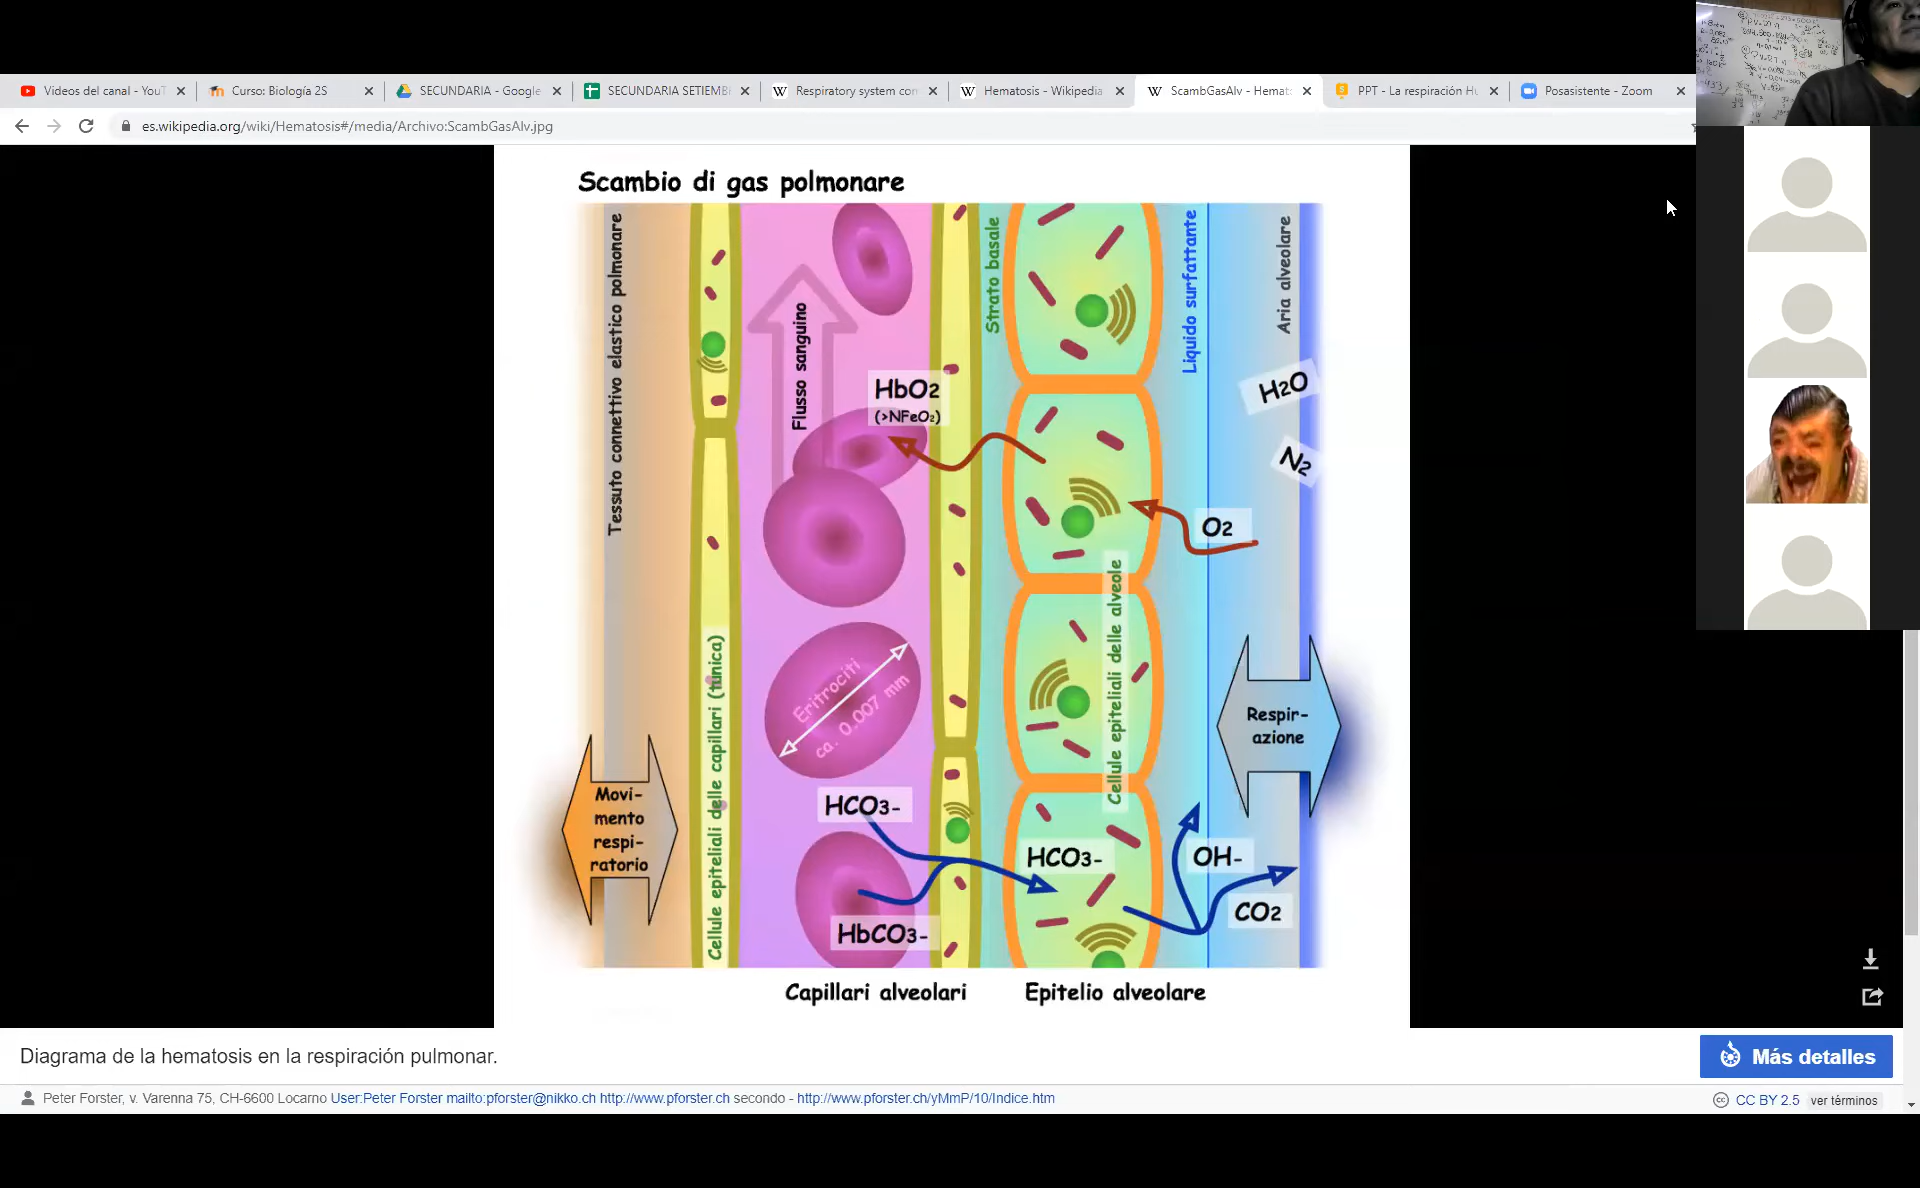 Videos del canal - YouT
Curso: Biología 2S
SECUNDARIA - Google
SECUNDARIA SETIEMB
Respiratory system con
Hematosis - Wikipedia
ScambGasAlv - Hemat
PPT - La respiración Hu
Posasistente - Zoom
es.wikipedia.org/wiki/Hematosis#/media/Archivo:ScambGasAlv.jpg
Scambio di gas polmonare
Tessuto connettivo elastico polmonare
Flusso sanguino
Strato basale
Liquido surfattante
Aria alveolare
HbO2
(>NFeO2)
H2O
N2
O2
Cellule epiteliali delle capillari (tunica)
Eritrociti
ca. 0.007 mm
Cellule epiteliali delle alveole
Respir-
azione
Movi-
mento
respi-
ratorio
HCO3-
HCO3-
OH-
HbCO3-
CO2
Capillari alveolari
Epitelio alveolare
Diagrama de la hematosis en la respiración pulmonar.
Más detalles
Peter Forster, v. Varenna 75, CH-6600 Locarno User:Peter Forster mailto:pforster@nikko.ch http://www.pforster.ch secondo - http://www.pforster.ch/yMmP/10/Indice.htm
CC BY 2.5
ver términos